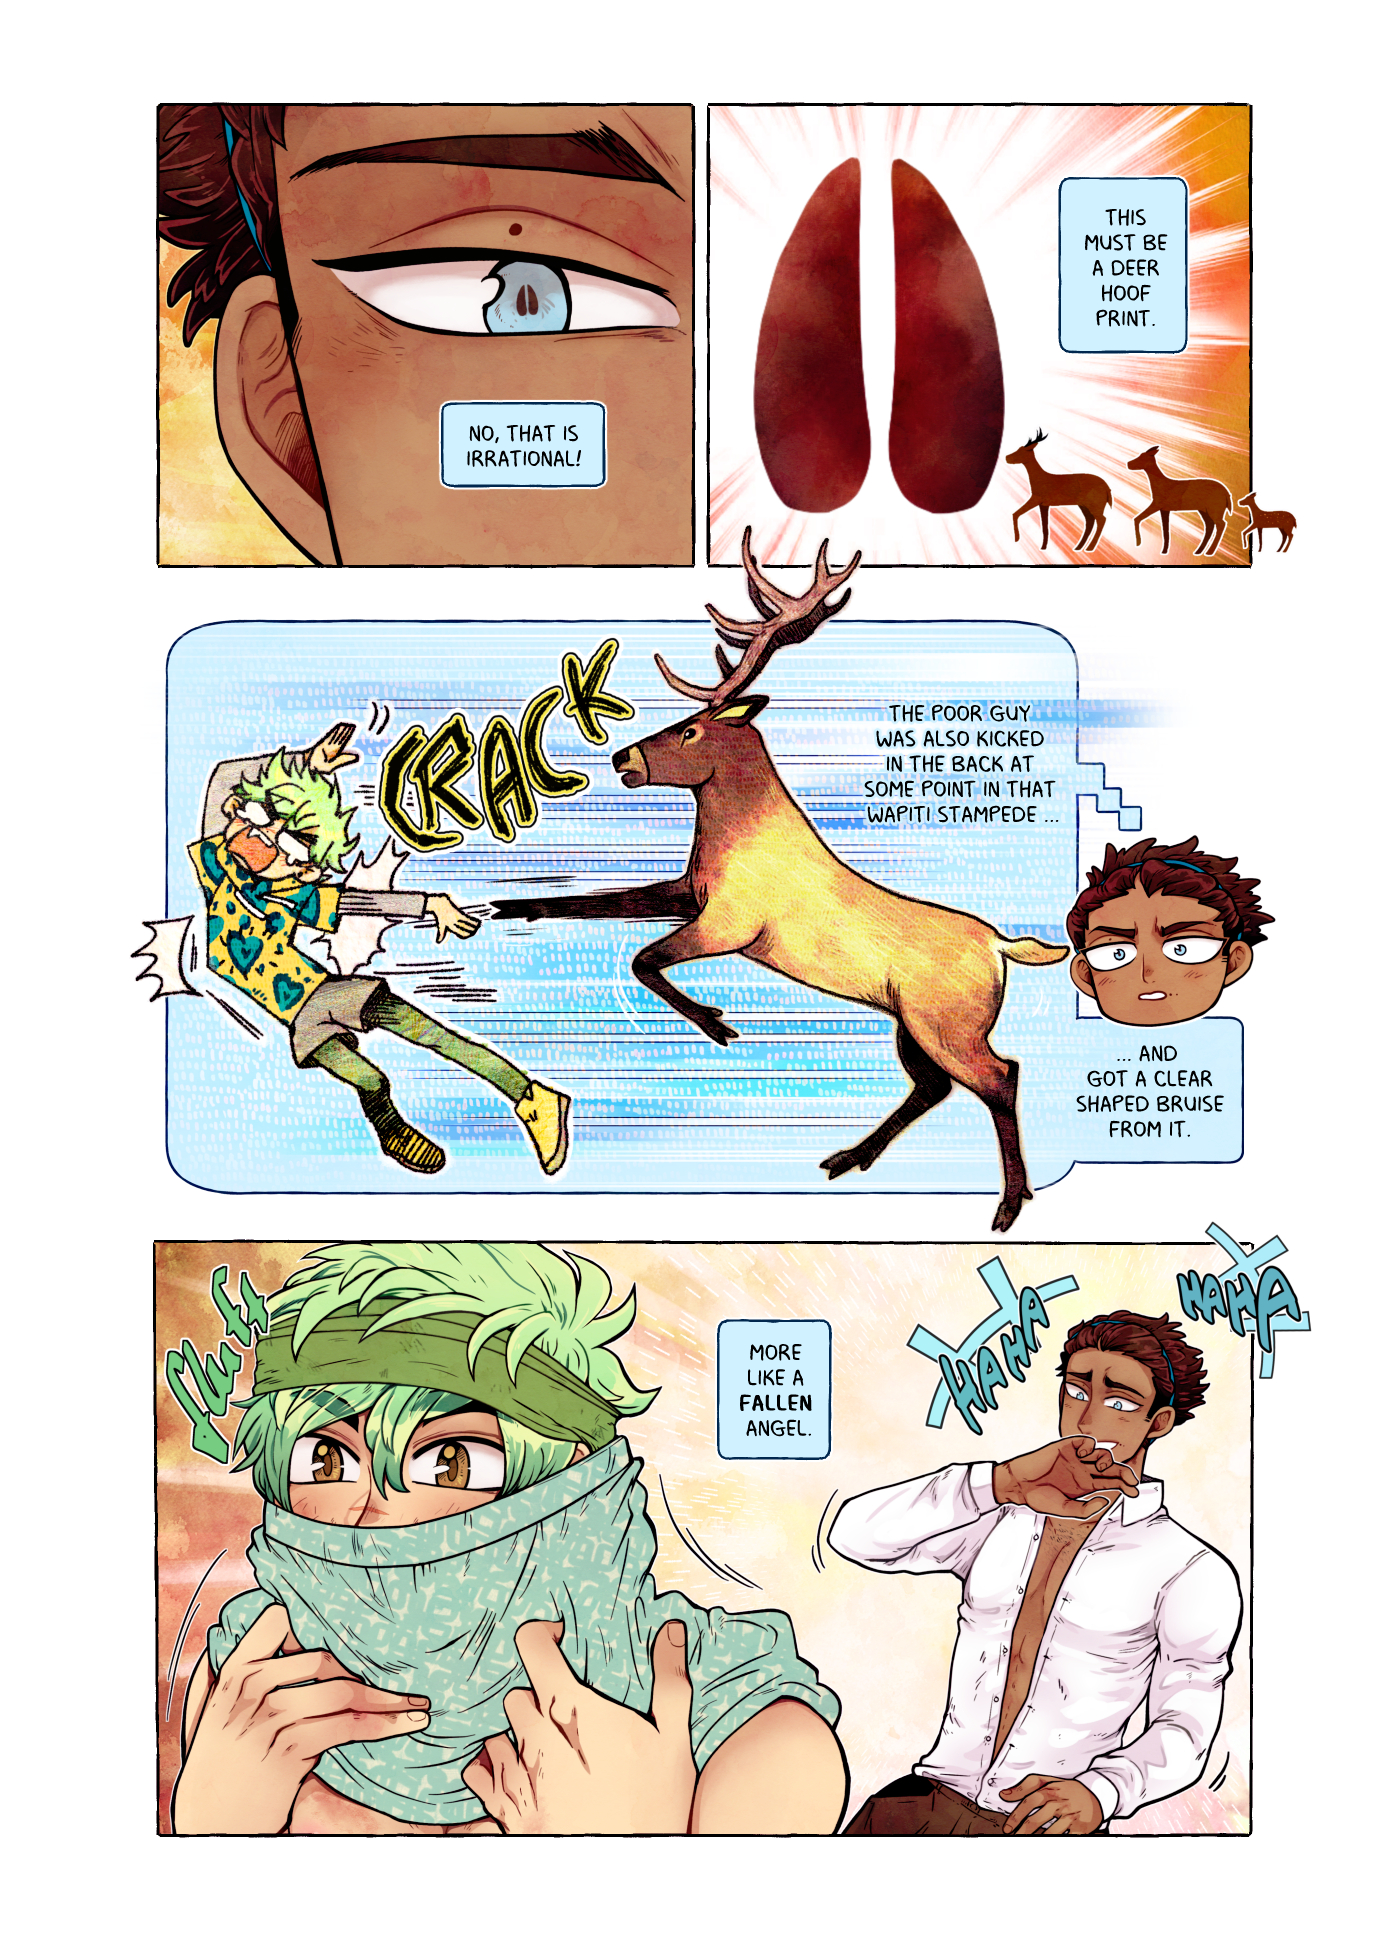 NO, THAT IS
IRRATIONAL!
THIS
MUST BE
A DEER
HOOF
PRINT.
CRACK
THE POOR GUY
WAS ALSO KICKED
IN THE BACK AT
SOME POINT IN THAT
WAPITI STAMPEDE ...
... AND
GOT A CLEAR
SHAPED BRUISE
FROM IT.
fluff
MORE
LIKE A
FALLEN
ANGEL.
HAHA
HAHA